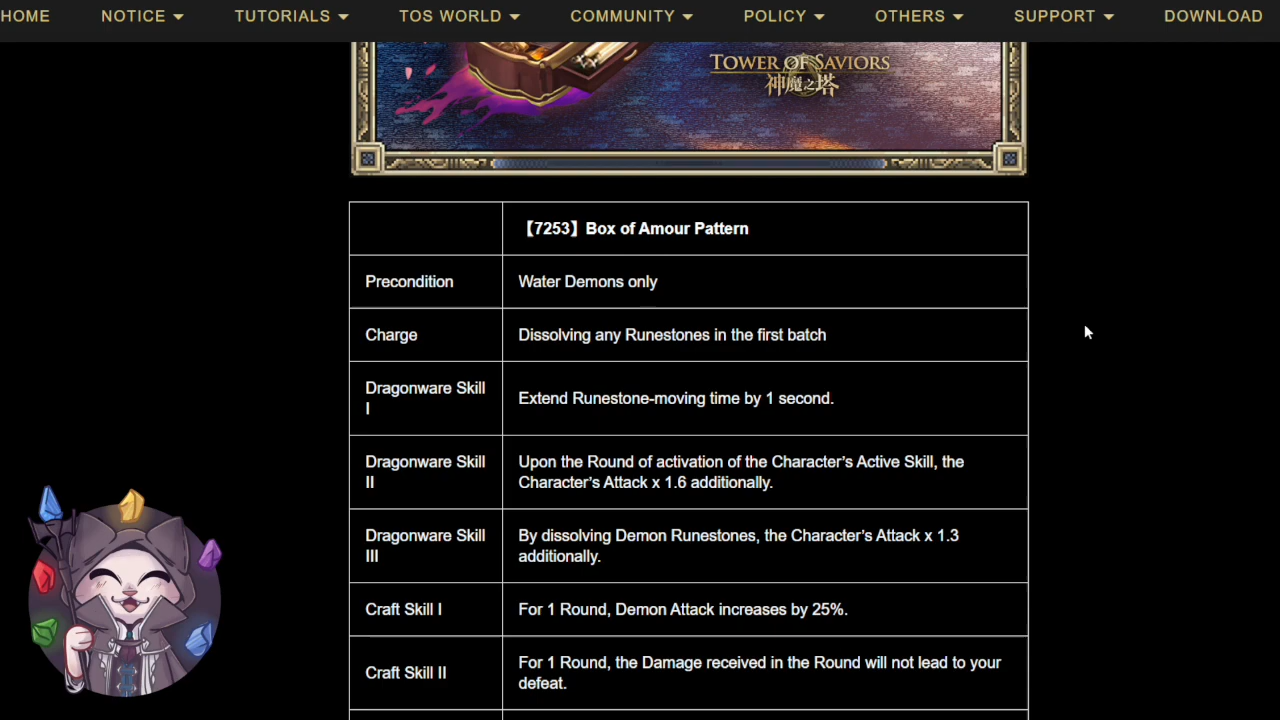 HOME NOTICE TUTORIALS TOS WORLD COMMUNITY POLICY OTHERS SUPPORT DOWNLOAD
TOWER OF SAVIORS
神魔之塔
【7253】Box of Amour Pattern
Precondition Water Demons only
Charge Dissolving any Runestones in the first batch
Dragonware Skill
I
Extend Runestone-moving time by 1 second.
Dragonware Skill
II
Upon the Round of activation of the Character’s Active Skill, the
Character’s Attack x 1.6 additionally.
Dragonware Skill
III
By dissolving Demon Runestones, the Character’s Attack x 1.3
additionally.
Craft Skill I For 1 Round, Demon Attack increases by 25%.
Craft Skill II
For 1 Round, the Damage received in the Round will not lead to your
defeat.